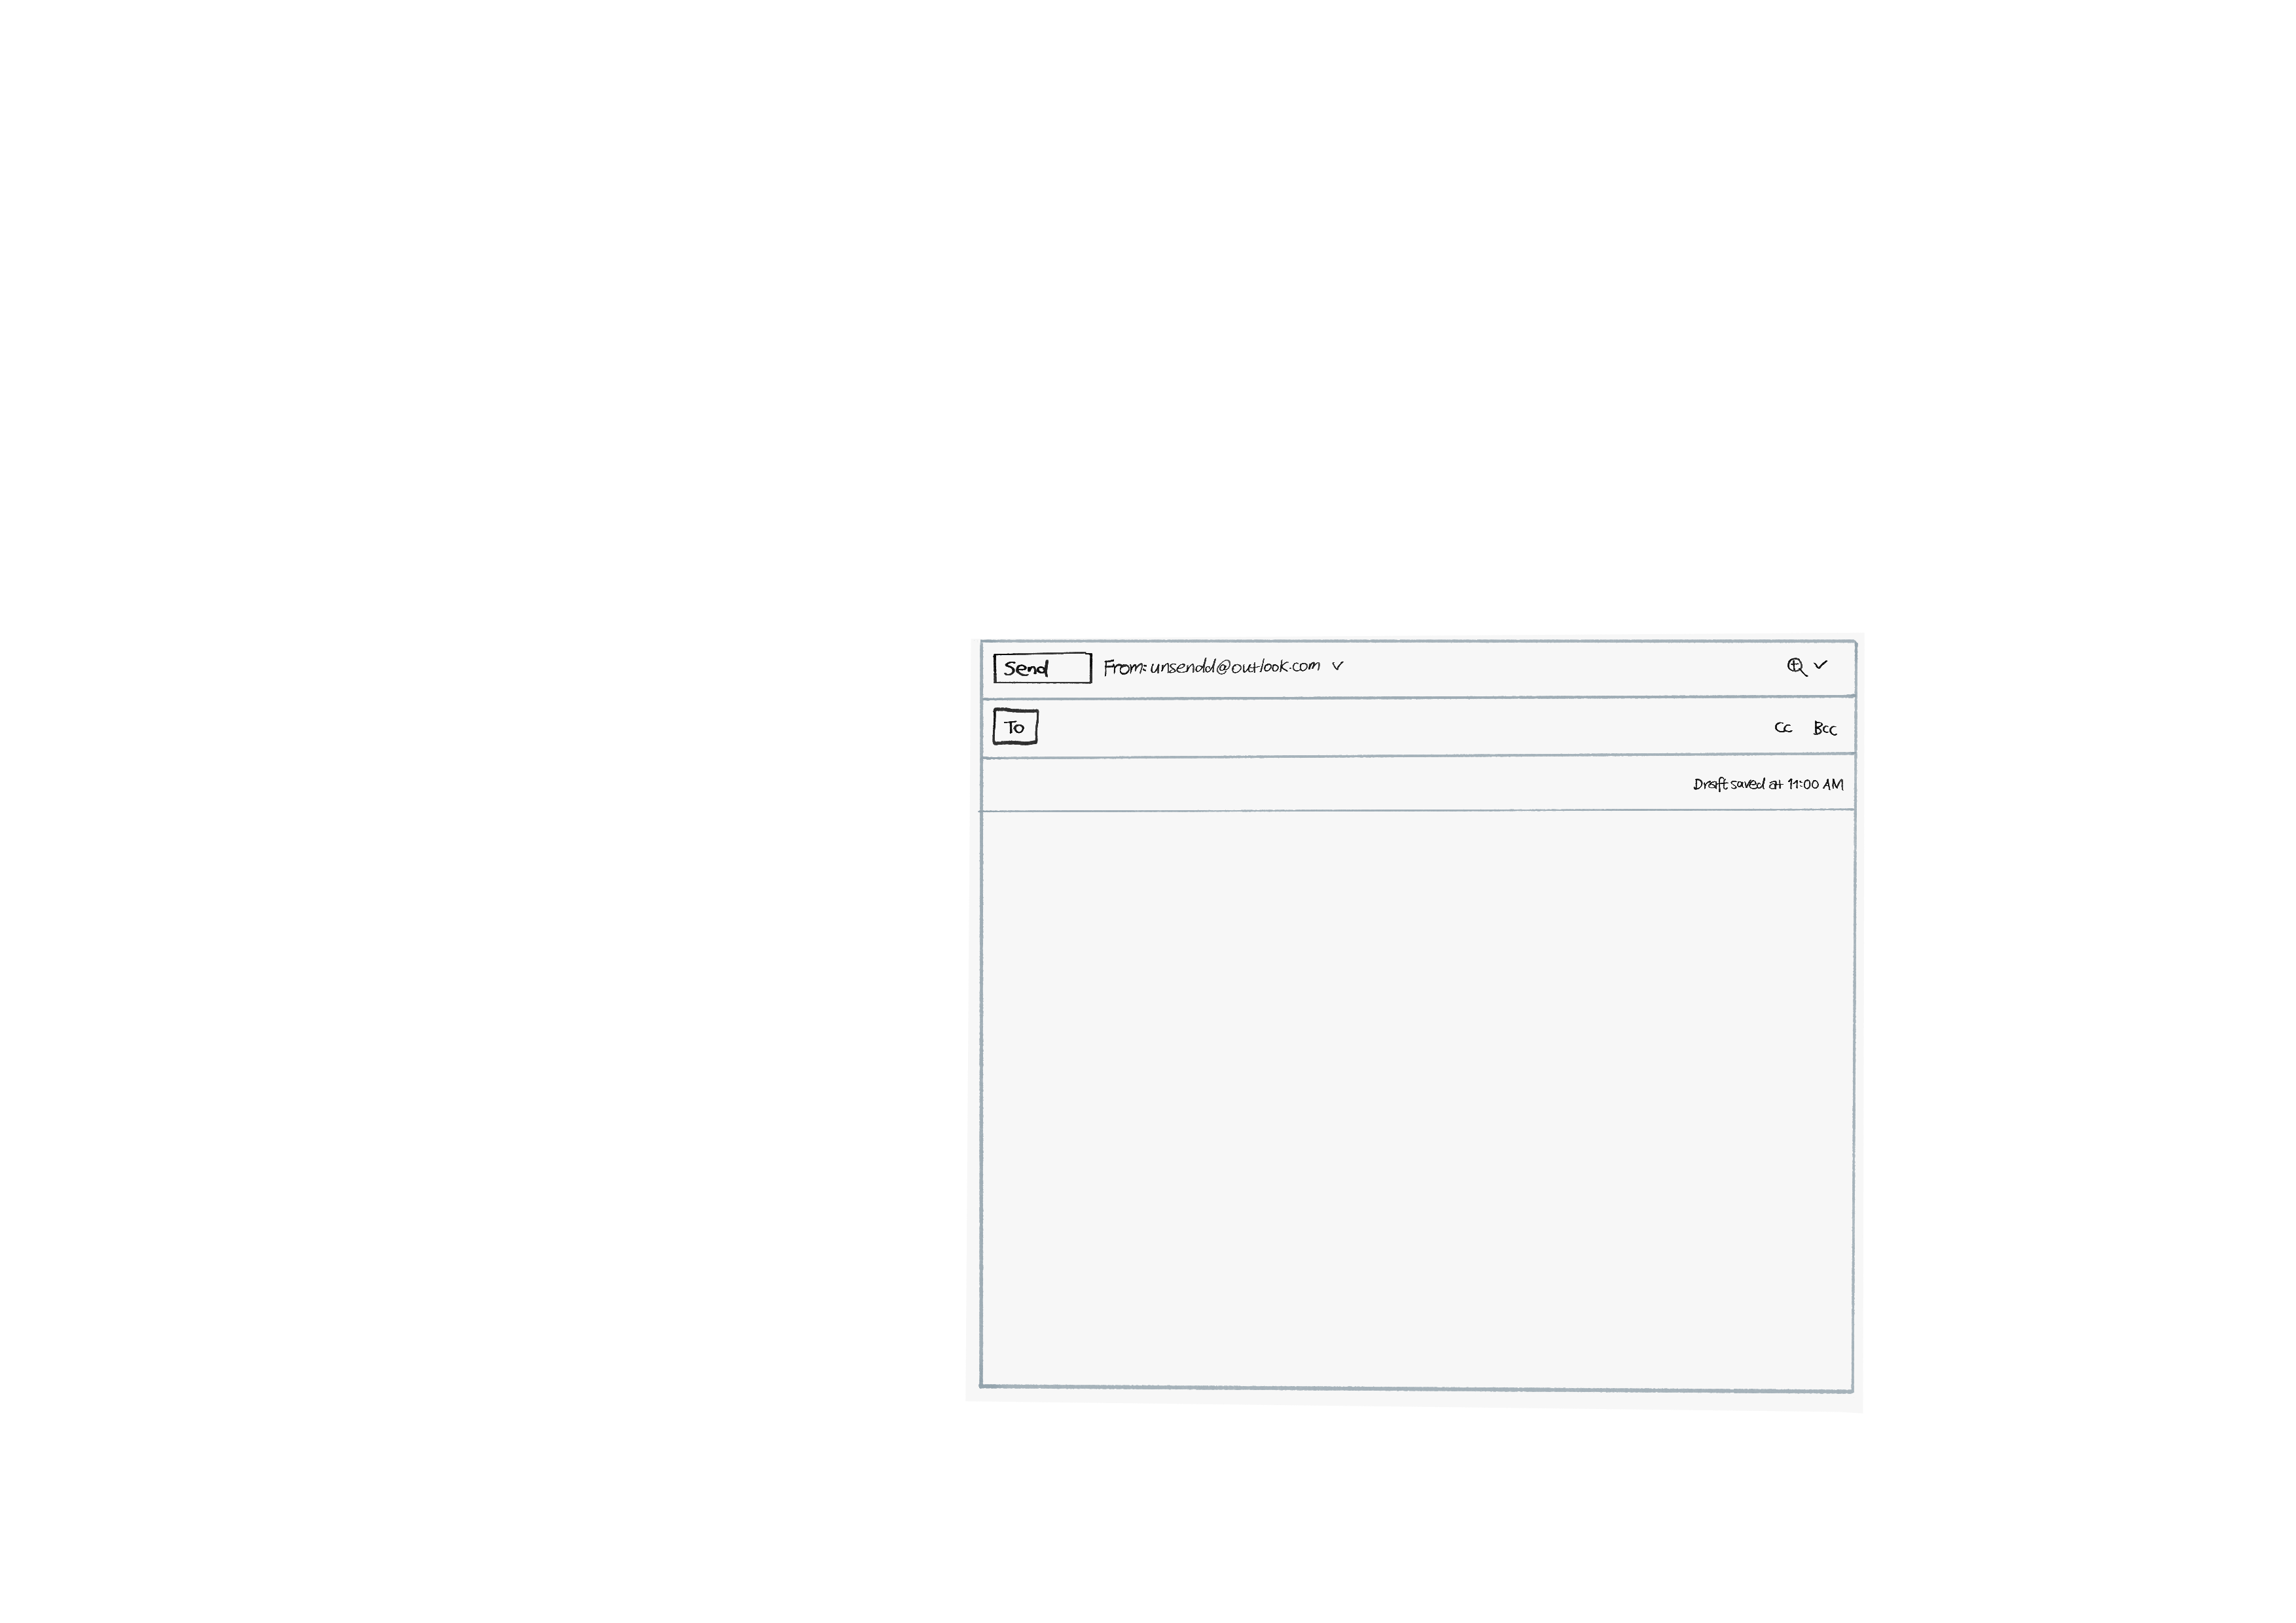 Send From: unsendd@outlook.com
To Cc Bcc
Draft saved at 11:00 AM